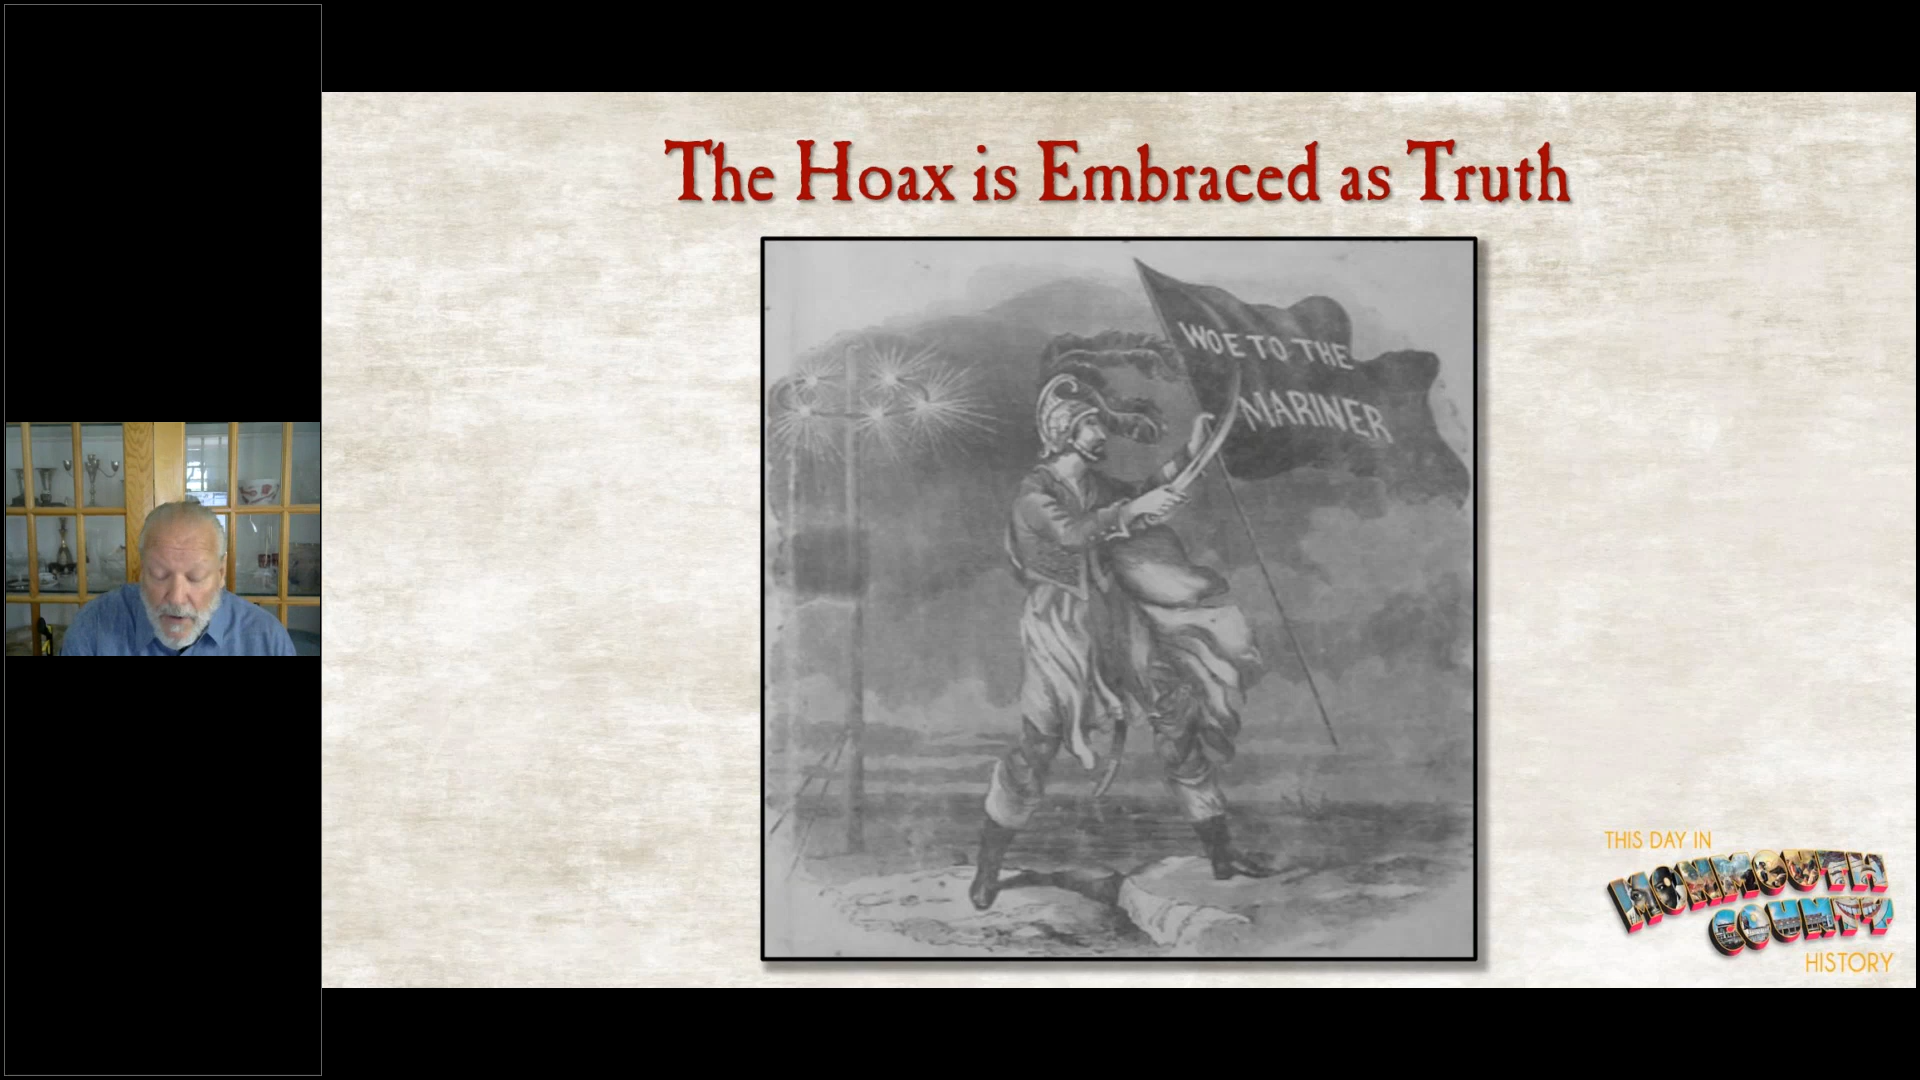 The Hoax is Embraced as Truth
WOE TO THE
MARINER
THIS DAY IN
MONMOUTH
COUNTY
HISTORY